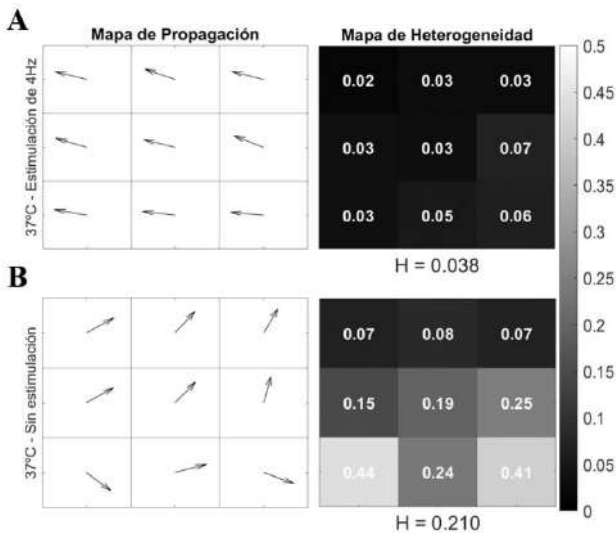 A
Mapa de Propagación
Mapa de Heterogeneidad
37ºC - Estimulación de 4Hz
0.02 0.03 0.03
0.03 0.03 0.07
0.03 0.05 0.06
H = 0.038
B
37ºC - Sin estimulación
0.07 0.08 0.07
0.15 0.19 0.25
0.44 0.24 0.41
H = 0.210
0.5
0.45
0.4
0.35
0.3
0.25
0.2
0.15
0.1
0.05
0